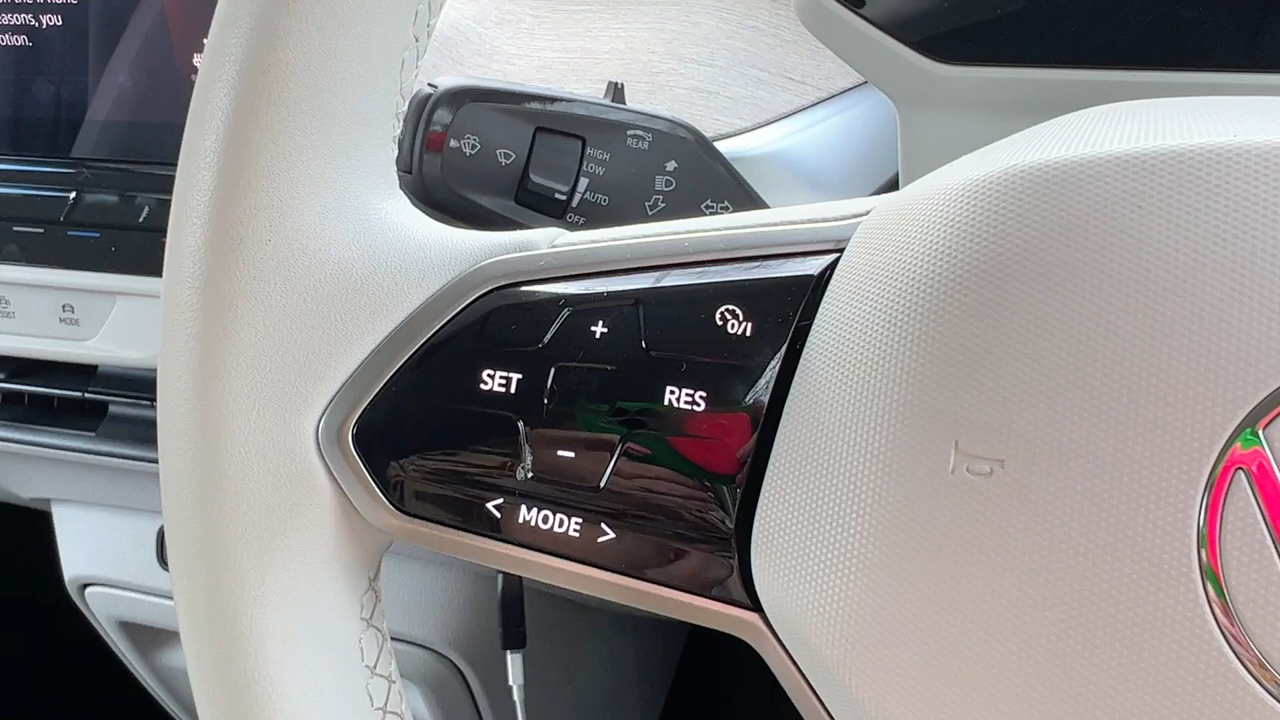 easons, you
otion.
REAR
HIGH
LOW
AUTO
OFF
MODE
+
0/I
SET
RES
-
< MODE >